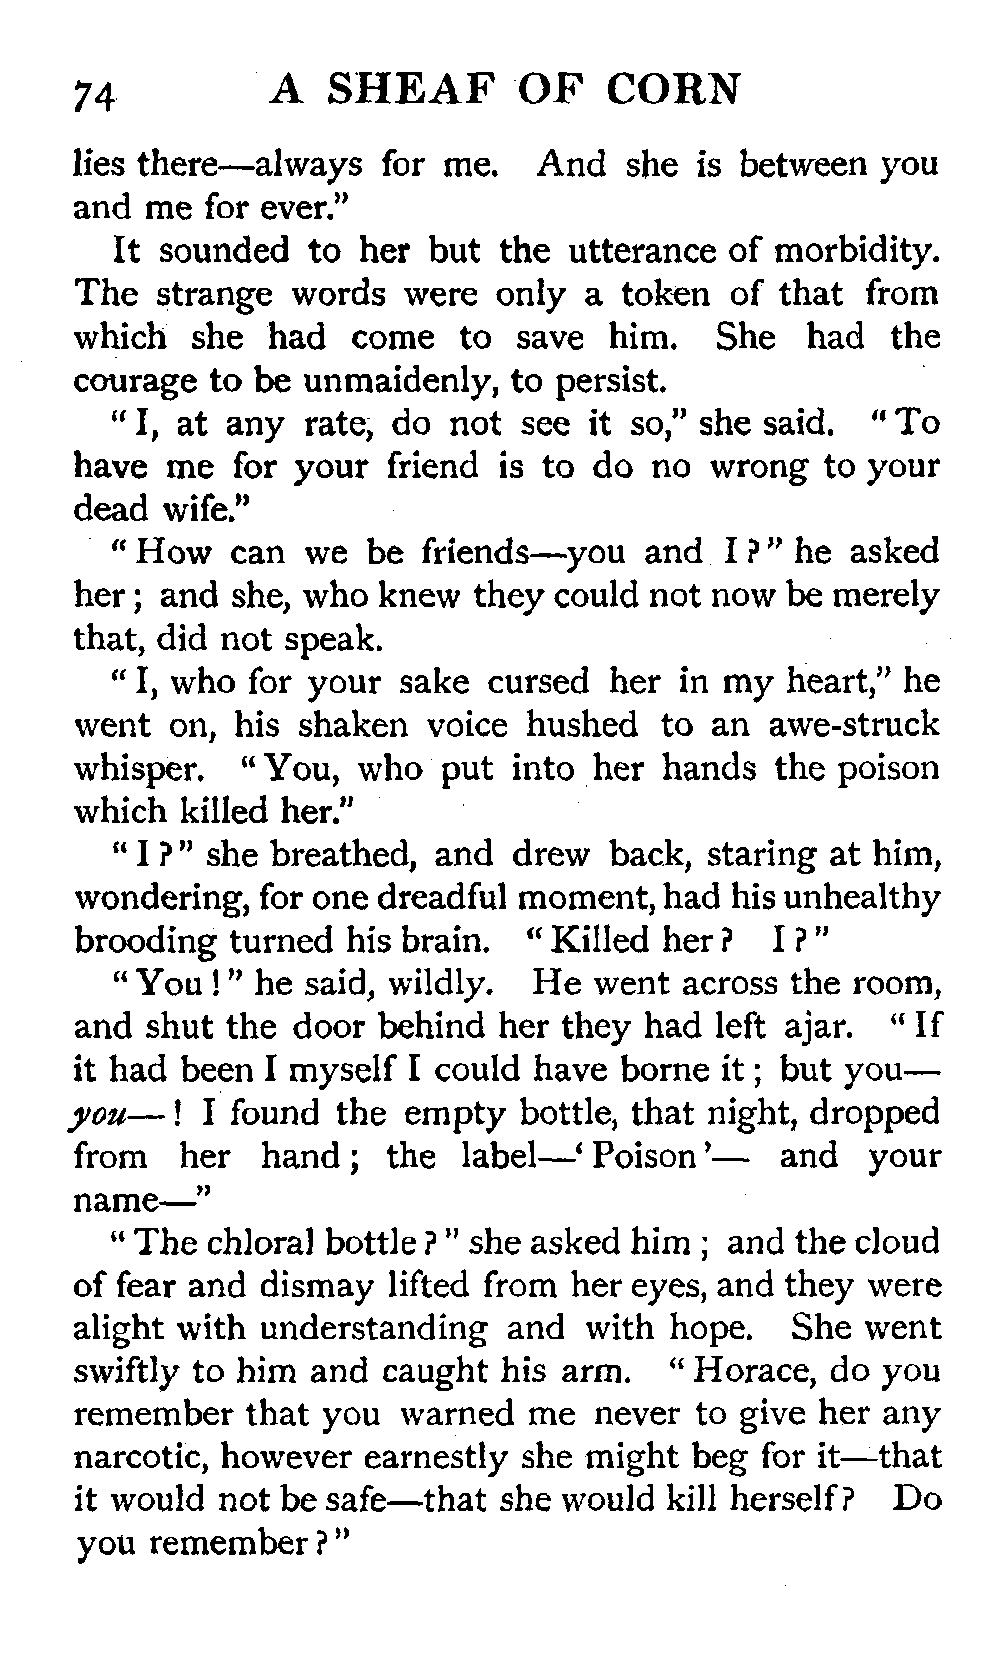 74 A SHEAF OF CORN
lies there—always for me. And she is between you
and me for ever."
It sounded to her but the utterance of morbidity.
The strange words were only a token of that from
which she had come to save him. She had the
courage to be unmaidenly, to persist.
"I, at any rate, do not see it so," she said. "To
have me for your friend is to do no wrong to your
dead wife."
"How can we be friends—you and I?" he asked
her; and she, who knew they could not now be merely
that, did not speak.
"I, who for your sake cursed her in my heart," he
went on, his shaken voice hushed to an awe-struck
whisper. "You, who put into her hands the poison
which killed her."
"I?" she breathed, and drew back, staring at him,
wondering, for one dreadful moment, had his unhealthy
brooding turned his brain. "Killed her? I?"
"You!" he said, wildly. He went across the room,
and shut the door behind her they had left ajar. "If
it had been I myself I could have borne it; but you—
you—! I found the empty bottle, that night, dropped
from her hand; the label—'Poison'— and your
name—"
"The chloral bottle?" she asked him; and the cloud
of fear and dismay lifted from her eyes, and they were
alight with understanding and with hope. She went
swiftly to him and caught his arm. "Horace, do you
remember that you warned me never to give her any
narcotic, however earnestly she might beg for it—that
it would not be safe—that she would kill herself? Do
you remember?"